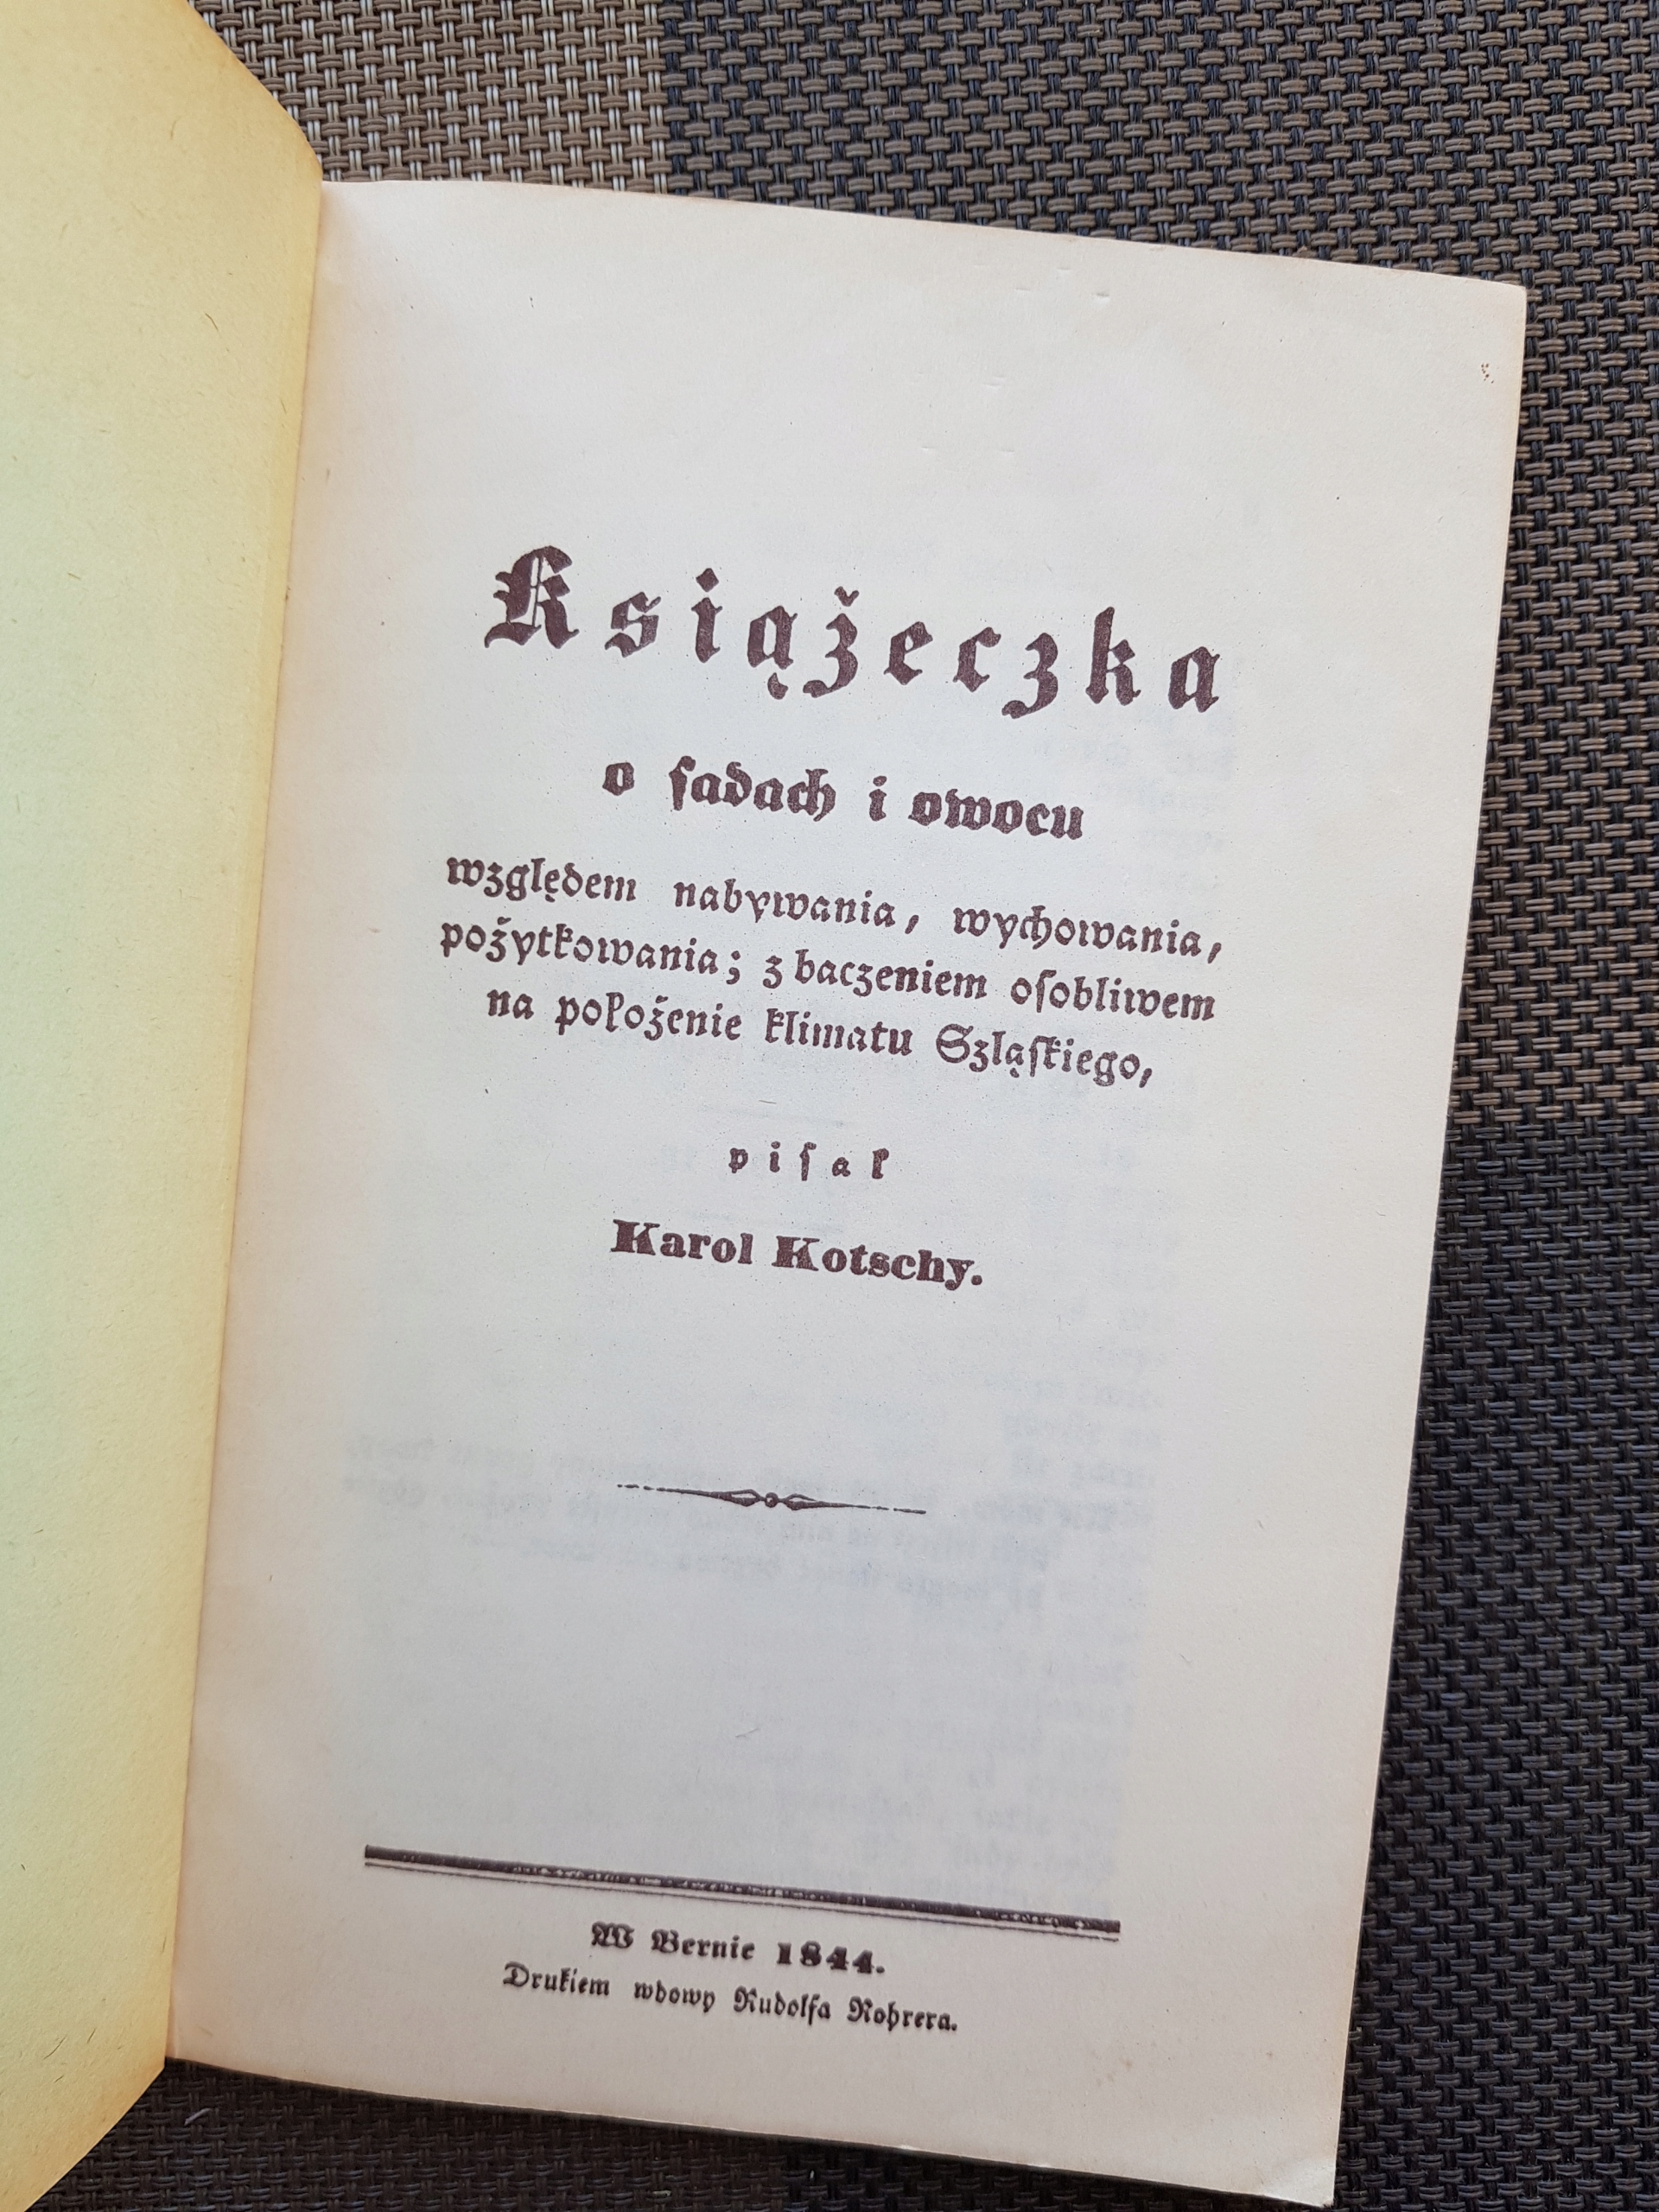 Książeczka
o sadach i owocu
względem nabywania, wychowania,
pożytkowania; z baczeniem osobliwem
na położenie klimatu Szląskiego,
pisał
Karol Kotschy.
W Bernie 1844.
Drukiem wdowy Rudolfa Rohrera.